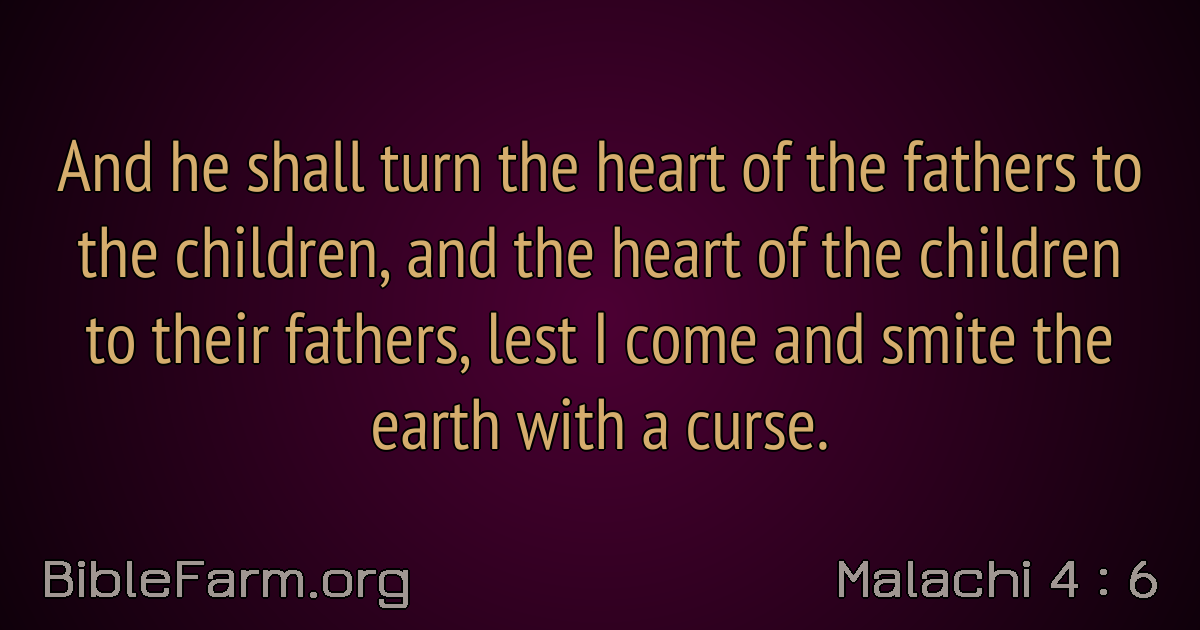 And he shall turn the heart of the fathers to
the children, and the heart of the children
to their fathers, lest I come and smite the
earth with a curse.
BibleFarm.org
Malachi 4 : 6